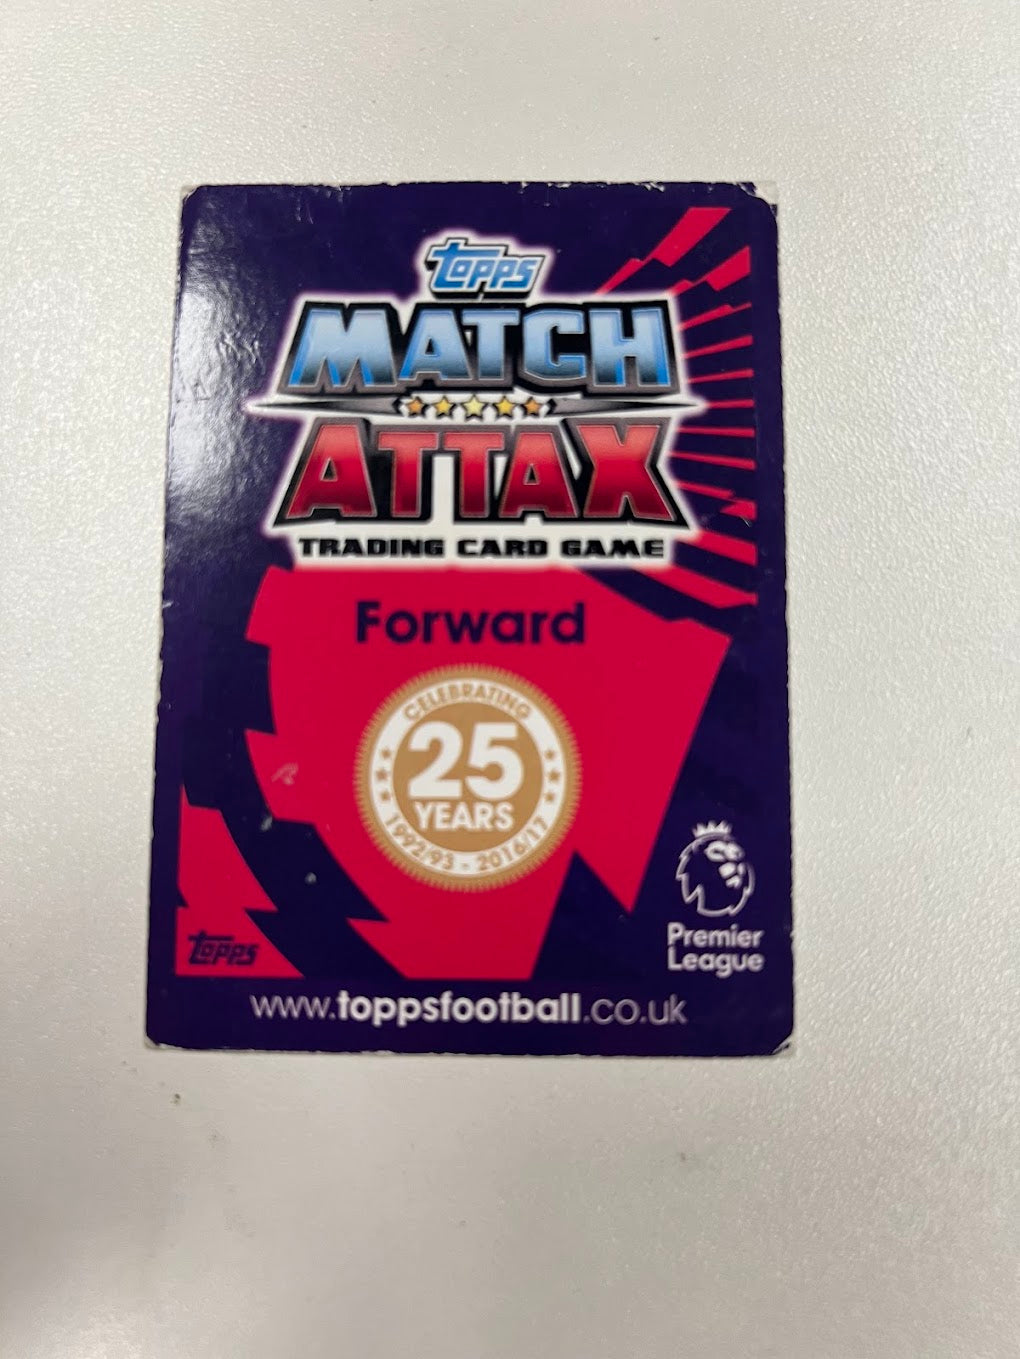 topps
MATCH
ATTAX
TRADING CARD GAME
Forward
CELEBRATING
25
YEARS
1992/93 - 2016/17
Premier
League
topps
www.toppsfootball.co.uk